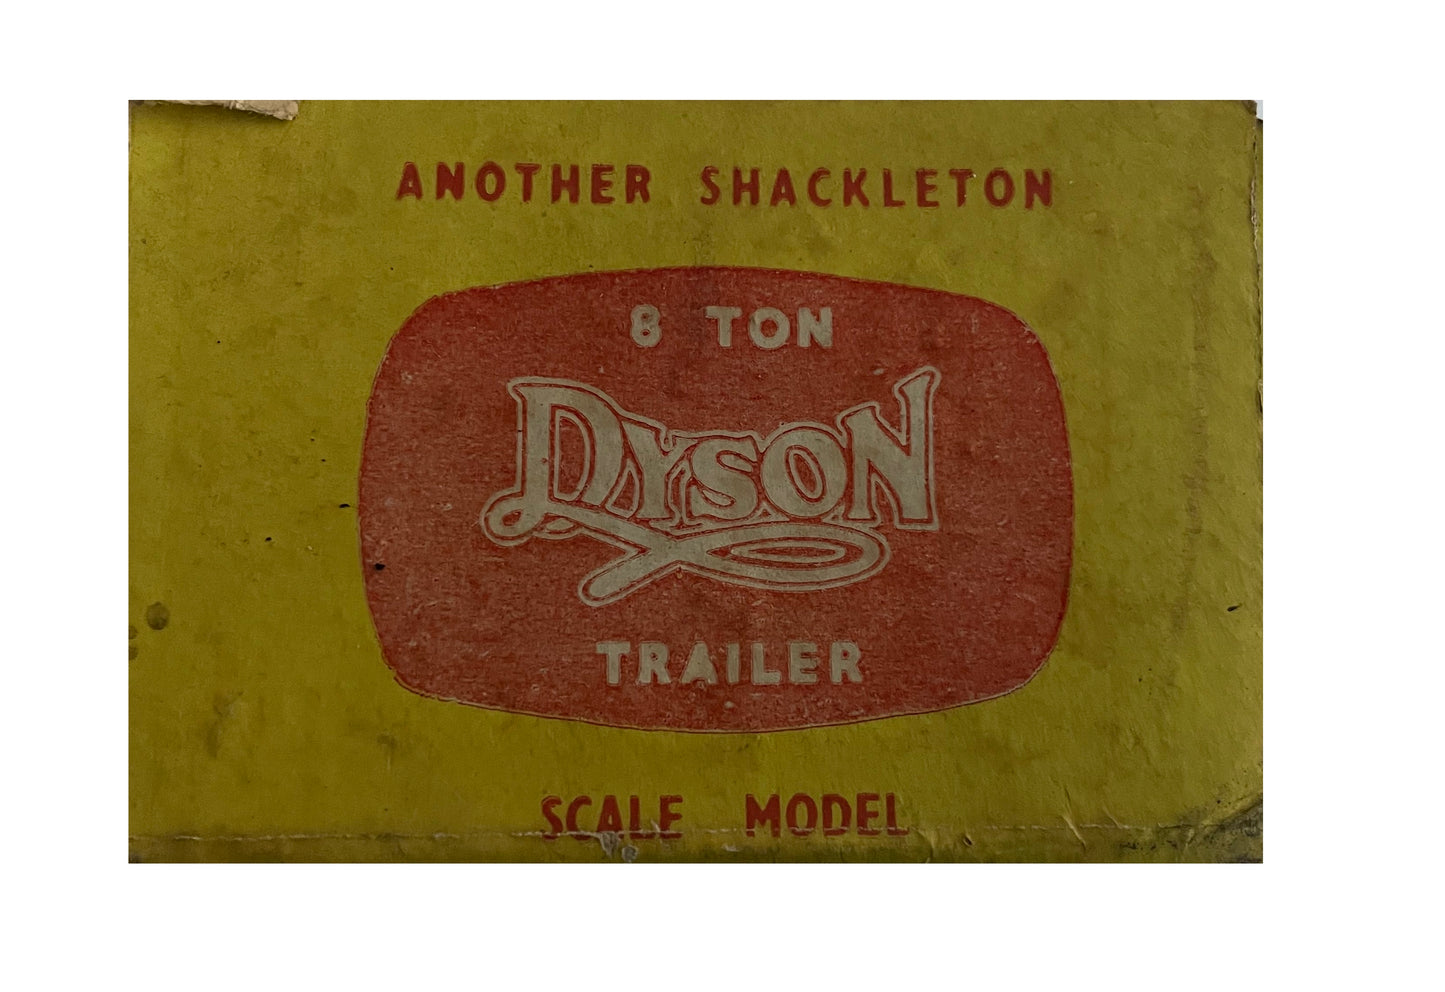 ANOTHER SHACKLETON
8 TON
DYSON
TRAILER
SCALE MODEL